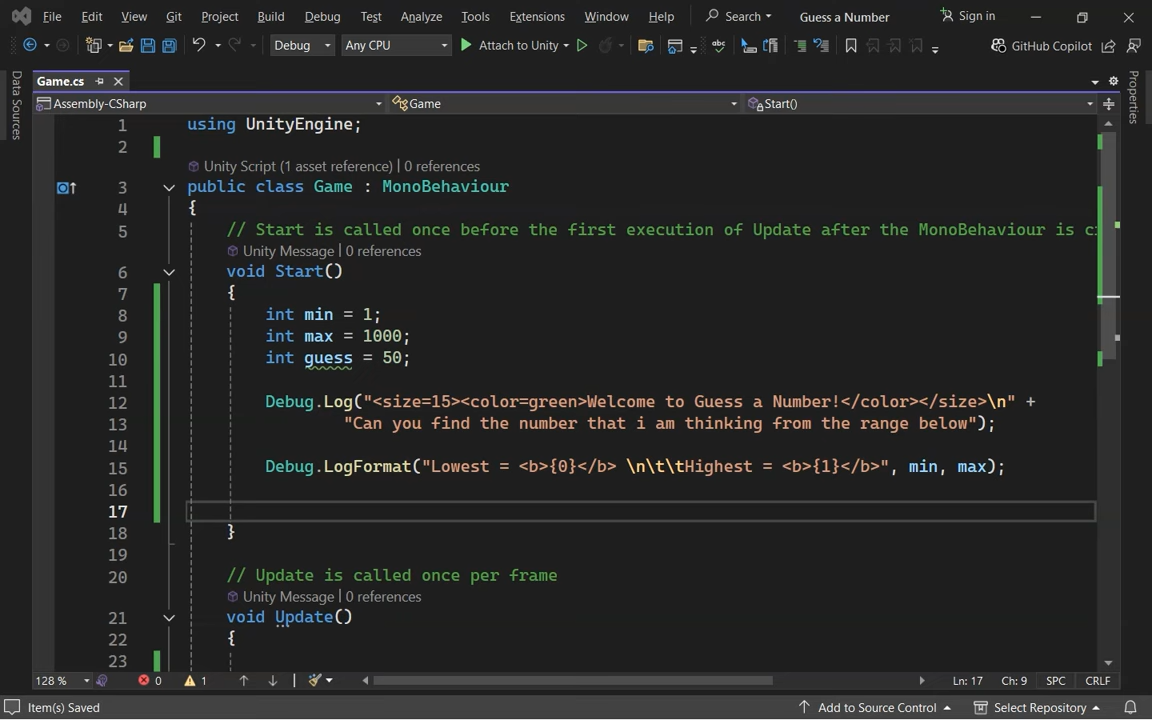 File Edit View Git Project Build Debug Test Analyze Tools Extensions Window Help Search Guess a Number Sign in
Debug Any CPU Attach to Unity abc GitHub Copilot
Game.cs
Assembly-CSharp Game Start()
Data Sources
Properties
1 using UnityEngine;
2
Unity Script (1 asset reference) | 0 references
3 public class Game : MonoBehaviour
4 {
5 // Start is called once before the first execution of Update after the MonoBehaviour is c
Unity Message | 0 references
6 void Start()
7 {
8 int min = 1;
9 int max = 1000;
10 int guess = 50;
11
12 Debug.Log("<size=15><color=green>Welcome to Guess a Number!</color></size>\n" +
13 "Can you find the number that i am thinking from the range below");
14
15 Debug.LogFormat("Lowest = <b>{0}</b> \n\t\tHighest = <b>{1}</b>", min, max);
16
17
18 }
19
20 // Update is called once per frame
Unity Message | 0 references
21 void Update()
22 {
23
128 % 0 1 Ln: 17 Ch: 9 SPC CRLF
Item(s) Saved Add to Source Control Select Repository